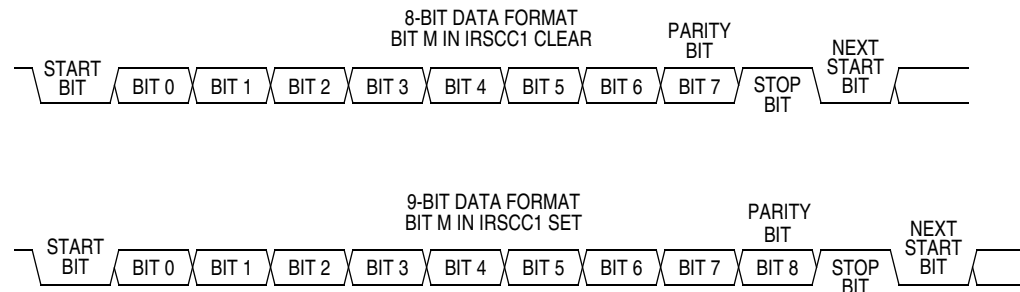 8-BIT DATA FORMAT
BIT M IN IRSCC1 CLEAR
PARITY
BIT
START
BIT
BIT 0
BIT 1
BIT 2
BIT 3
BIT 4
BIT 5
BIT 6
BIT 7
STOP
BIT
NEXT
START
BIT
9-BIT DATA FORMAT
BIT M IN IRSCC1 SET
PARITY
BIT
START
BIT
BIT 0
BIT 1
BIT 2
BIT 3
BIT 4
BIT 5
BIT 6
BIT 7
BIT 8
STOP
BIT
NEXT
START
BIT